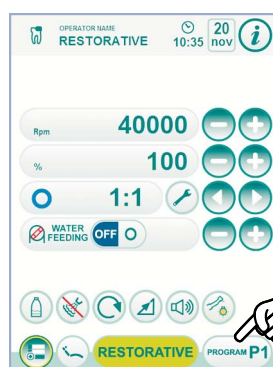 OPERATOR NAME
RESTORATIVE
10:35
20
nov
i
Rpm 40000
% 100
1:1
WATER
FEEDING
OFF O
RESTORATIVE
PROGRAM P1